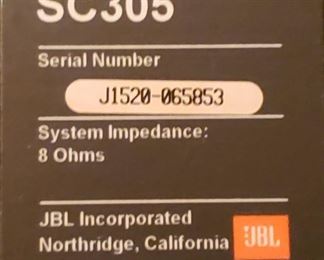 SC305
Serial Number
J1520-065853
System Impedance:
8 Ohms
JBL Incorporated
Northridge, California
JBL